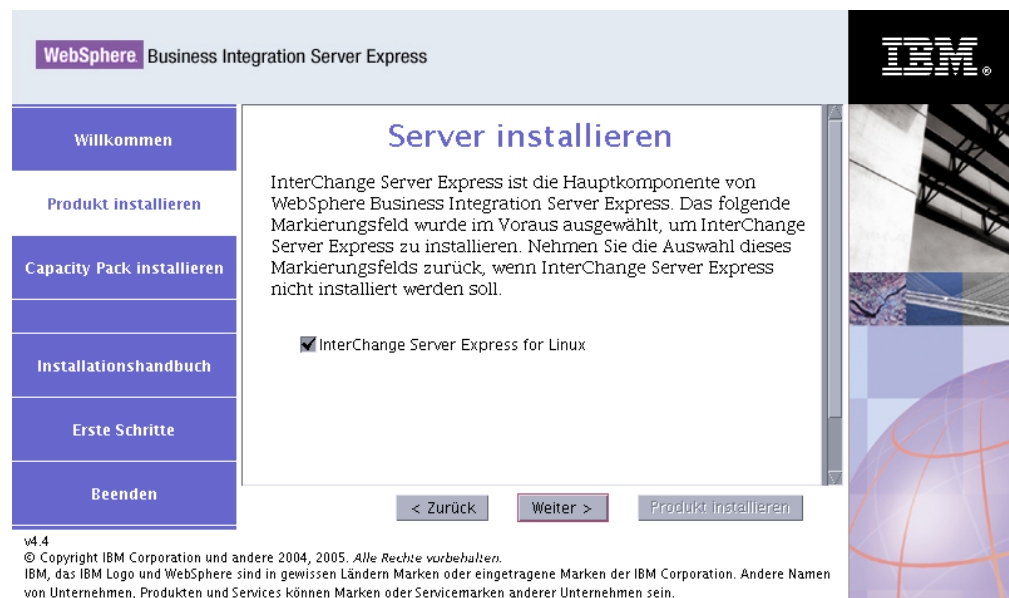 WebSphere. Business Integration Server Express
IBM®
Willkommen
Produkt installieren
Capacity Pack installieren
Installationshandbuch
Erste Schritte
Beenden
Server installieren
InterChange Server Express ist die Hauptkomponente von
WebSphere Business Integration Server Express. Das folgende
Markierungsfeld wurde im Voraus ausgewählt, um InterChange
Server Express zu installieren. Nehmen Sie die Auswahl dieses
Markierungsfelds zurück, wenn InterChange Server Express
nicht installiert werden soll.
InterChange Server Express for Linux
< Zurück
Weiter >
Produkt installieren
v4.4
© Copyright IBM Corporation und andere 2004, 2005. Alle Rechte vorbehalten.
IBM, das IBM Logo und WebSphere sind in gewissen Ländern Marken oder eingetragene Marken der IBM Corporation. Andere Namen
von Unternehmen, Produkten und Services können Marken oder Servicemarken anderer Unternehmen sein.